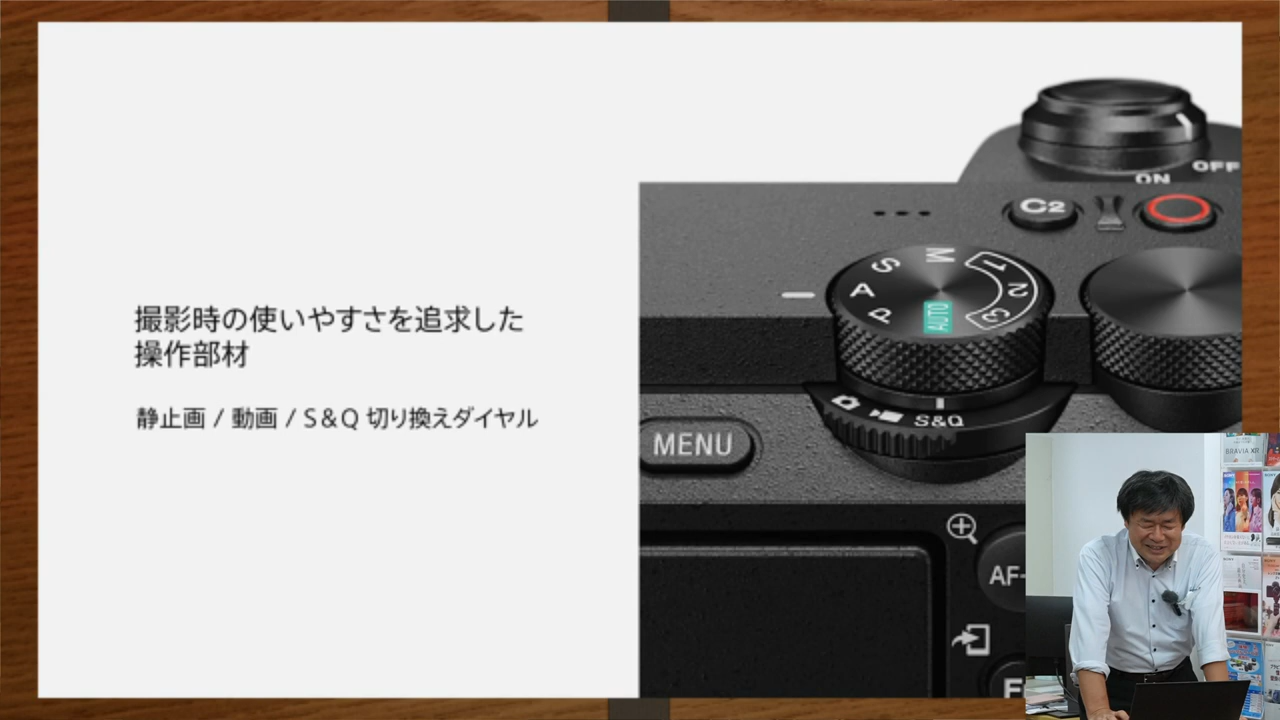 撮影時の使いやすさを追求した
操作部材
静止画 / 動画 / S&Q 切り換えダイヤル
OFF
ON
C2
M
S
A
P
AUTO
1
2
3
S&Q
MENU
AF-
F
BRAVIA XR